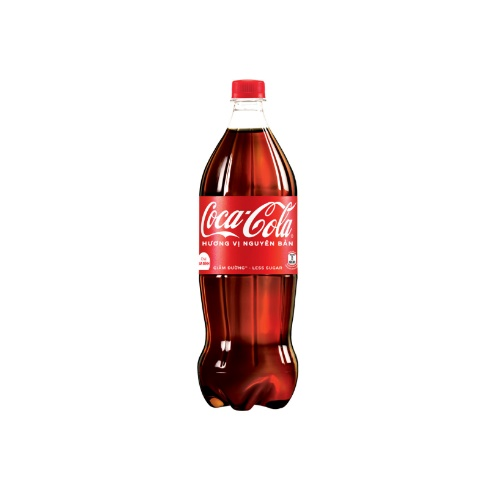 Coca-Cola
HƯƠNG VỊ NGUYÊN BẢN
GIẢM ĐƯỜNG* - LESS SUGAR